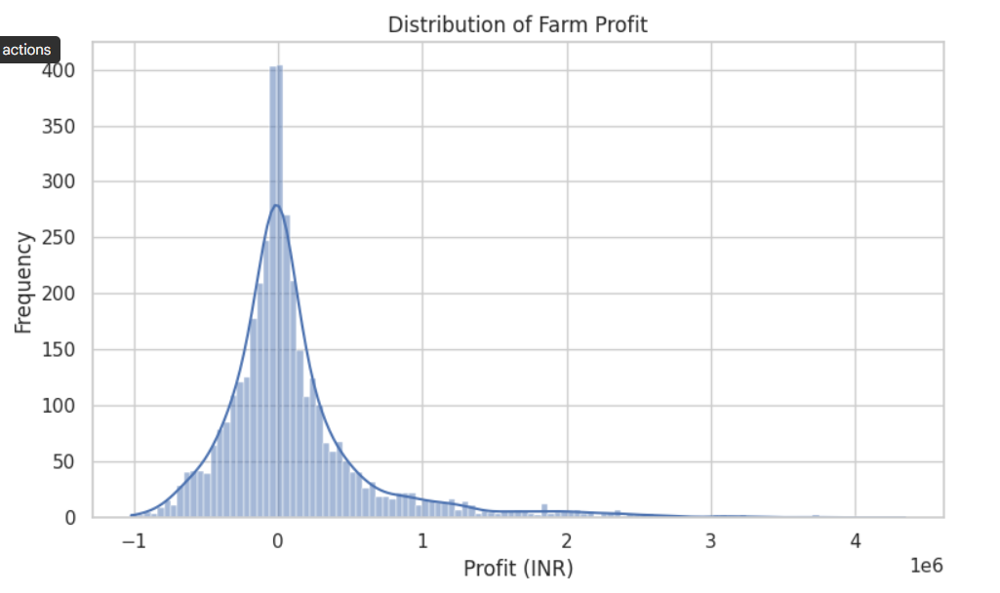 Distribution of Farm Profit
actions
400
350
300
250
200
150
100
50
0
Frequency
−1 0 1 2 3 4
1e6
Profit (INR)